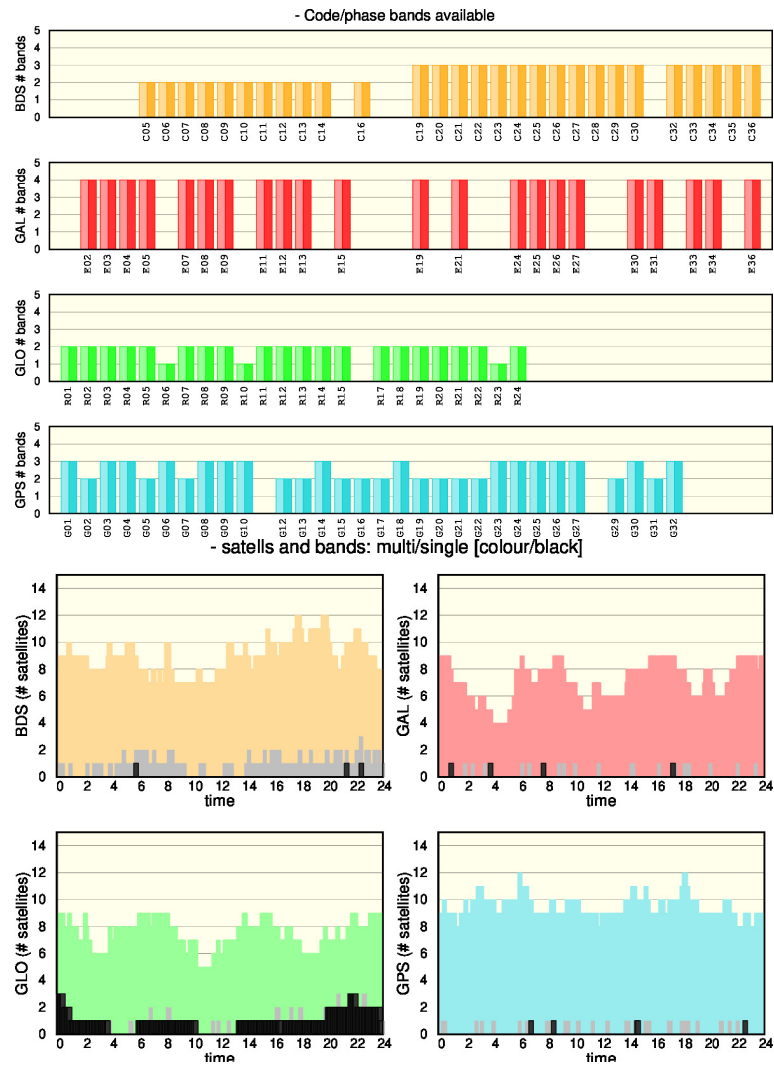 - Code/phase bands available
BDS # bands
5
4
3
2
1
0
C05 C06 C07 C08 C09 C10 C11 C12 C13 C14 C16 C19 C20 C21 C22 C23 C24 C25 C26 C27 C28 C29 C30 C32 C33 C34 C35 C36
GAL # bands
5
4
3
2
1
0
E02 E03 E04 E05 E07 E08 E09 E11 E12 E13 E15 E19 E21 E24 E25 E26 E27 E30 E31 E33 E34 E36
GLO # bands
5
4
3
2
1
0
R01 R02 R03 R04 R05 R06 R07 R08 R09 R10 R11 R12 R13 R14 R15 R17 R18 R19 R20 R21 R22 R23 R24
GPS # bands
5
4
3
2
1
0
G01 G02 G03 G04 G05 G06 G07 G08 G09 G10 G12 G13 G14 G15 G16 G17 G18 G19 G20 G21 G22 G23 G24 G25 G26 G27 G29 G30 G31 G32
- satells and bands: multi/single [colour/black]
BDS (# satellites)
14
12
10
8
6
4
2
0
0 2 4 6 8 10 12 14 16 18 20 22 24
time
GAL (# satellites)
14
12
10
8
6
4
2
0
0 2 4 6 8 10 12 14 16 18 20 22 24
time
GLO (# satellites)
14
12
10
8
6
4
2
0
0 2 4 6 8 10 12 14 16 18 20 22 24
time
GPS (# satellites)
14
12
10
8
6
4
2
0
0 2 4 6 8 10 12 14 16 18 20 22 24
time